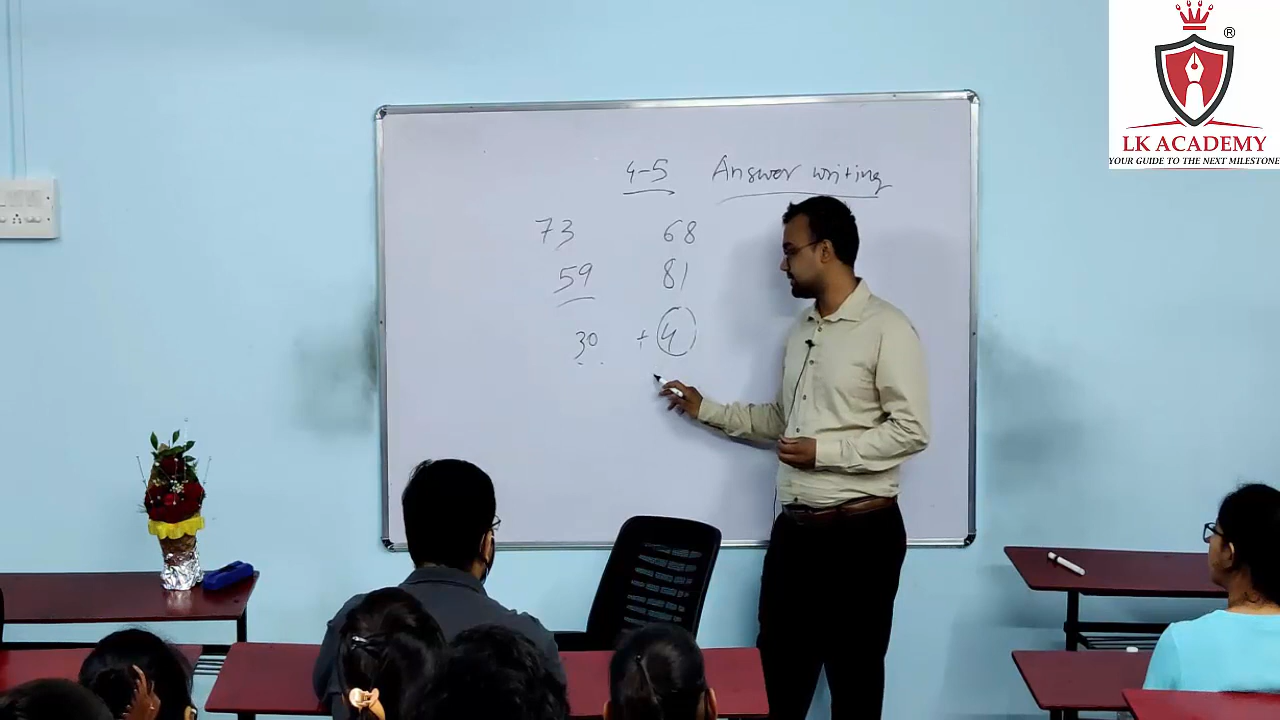 4-5 Answer writing
73 68
59 81
30 + 4
®
LK ACADEMY
YOUR GUIDE TO THE NEXT MILESTONE